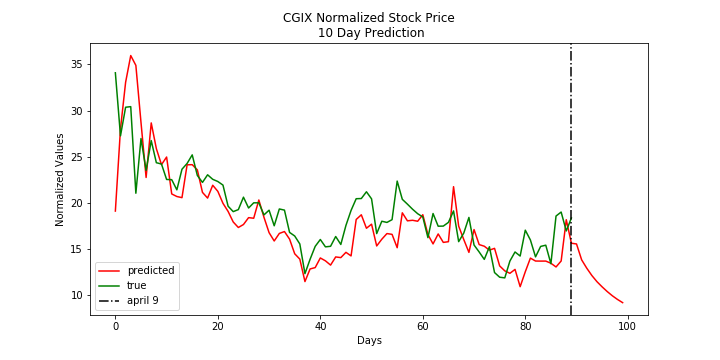 CGIX Normalized Stock Price
10 Day Prediction
Normalized Values
35
30
25
20
15
10
predicted
true
april 9
0 20 40 60 80 100
Days